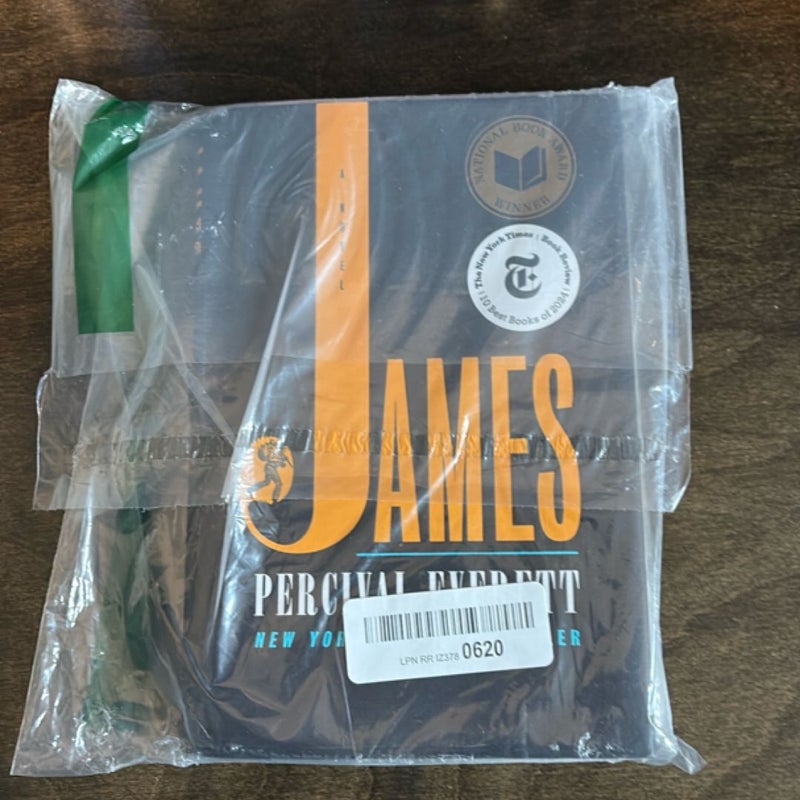 A NOVEL
NATIONAL BOOK AWARD
WINNER
The New York Times | Book Review
T
10 Best Books of 2024
JAMES
PERCIVAL EVERETT
NEW ER
LPN RR IZ378 0620